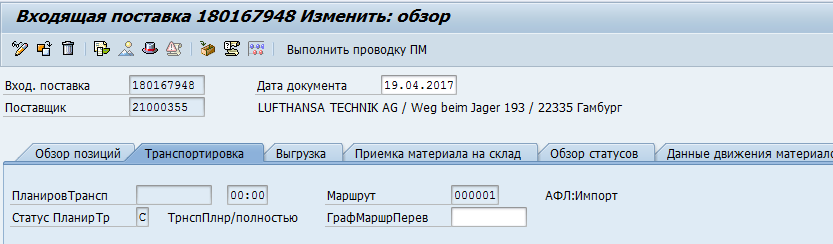 Входящая поставка 180167948 Изменить: обзор
Выполнить проводку ПМ
Вход. поставка 180167948 Дата документа 19.04.2017
Поставщик 21000355 LUFTHANSA TECHNIK AG / Weg beim Jager 193 / 22335 Гамбург
Обзор позиций Транспортировка Выгрузка Приемка материала на склад Обзор статусов Данные движения материало
ПланировТрансп 00:00 Маршрут 000001 АФЛ:Импорт
Статус ПланирТр C ТрнспПлнр/полностью ГрафМаршрПерев